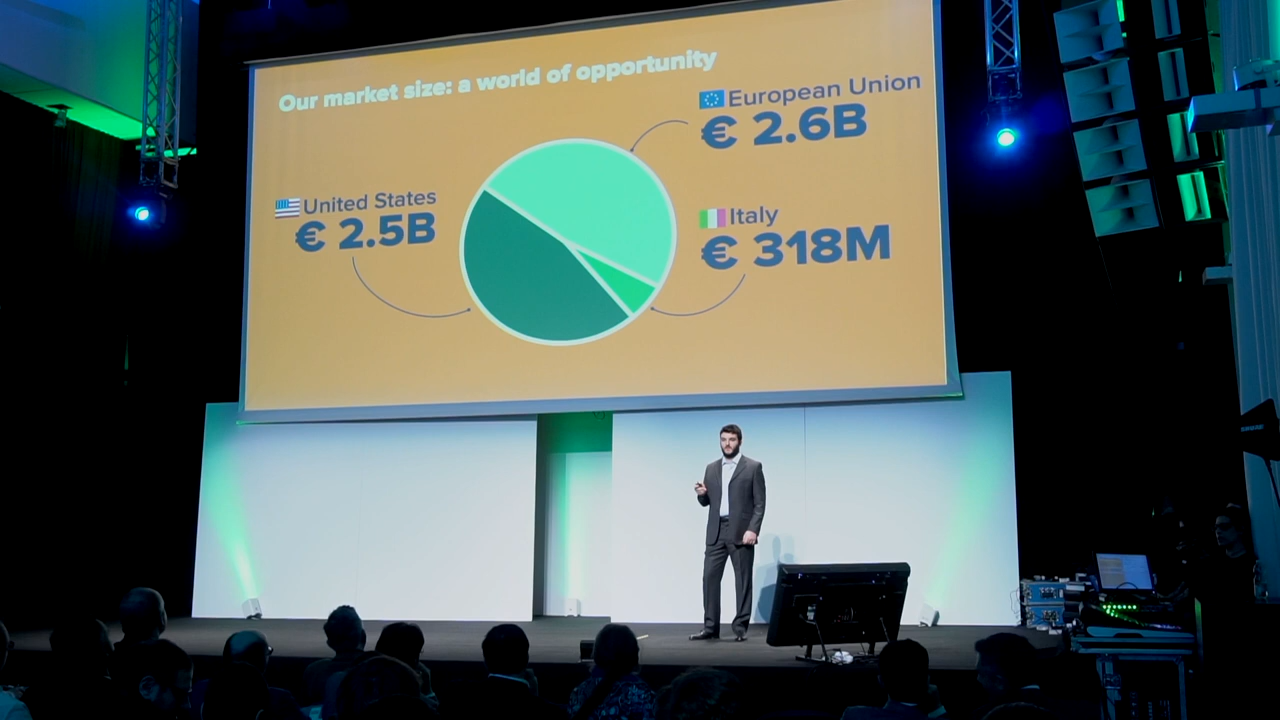 Our market size: a world of opportunity
European Union
€ 2.6B
United States
€ 2.5B
Italy
€ 318M